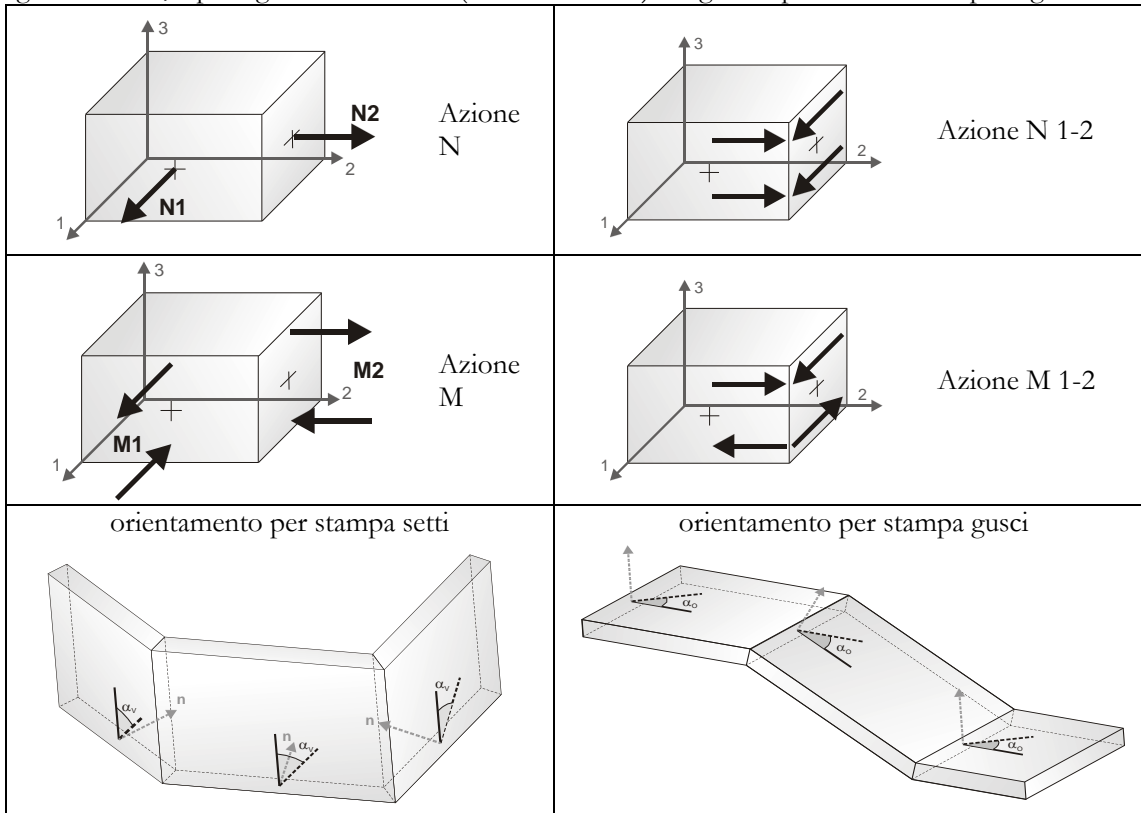 3
N2
Azione
N
2
N1
1
3
Azione N 1-2
2
1
3
M2
Azione
M
2
M1
1
3
Azione M 1-2
2
1
orientamento per stampa setti
αv
n
n
αv
n
αv
orientamento per stampa gusci
αo
αo
αo